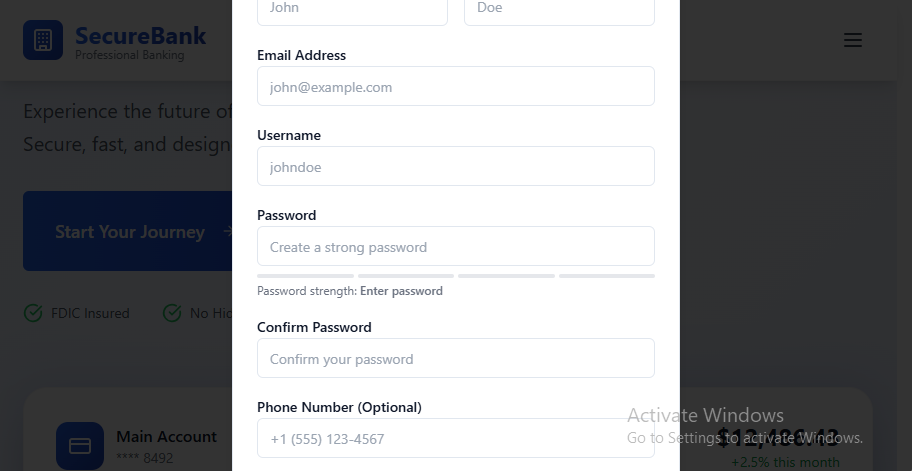 John
Doe
SecureBank
Professional Banking
Email Address
john@example.com
Experience the future of
Secure, fast, and design
Username
johndoe
Password
Start Your Journey
Create a strong password
Password strength: Enter password
FDIC Insured
No Hid
Confirm Password
Confirm your password
Phone Number (Optional)
+1 (555) 123-4567
Activate Windows
Go to Settings to activate Windows.
Main Account
**** 8492
+2.5% this month